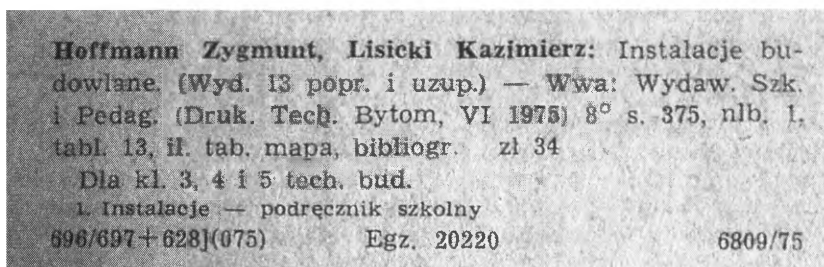 Hoffmann Zygmunt, Lisicki Kazimierz: Instalacje bu-
dowlane. (Wyd. 13 popr. i uzup.) — Wwa: Wydaw. Szk.
i Pedag. (Druk. Tech. Bytom, VI 1975) 8° s. 375, nlb. 1.
tabl. 13, il. tab. mapa, bibliogr. zł 34
Dla kl. 3, 4 i 5 tech. bud.
1. Instalacje — podręcznik szkolny
696/697+628](075) Egz. 20220 6809/75